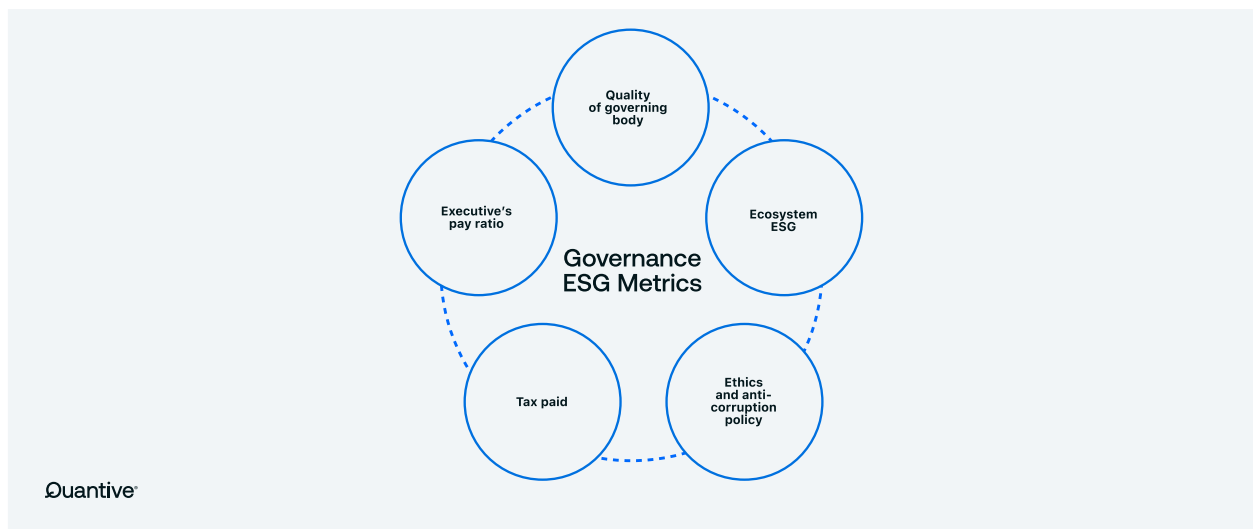 Quality
of governing
body
Executive's
pay ratio
Ecosystem
ESG
Governance
ESG Metrics
Tax paid
Ethics
and anti-
corruption
policy
Quantive®